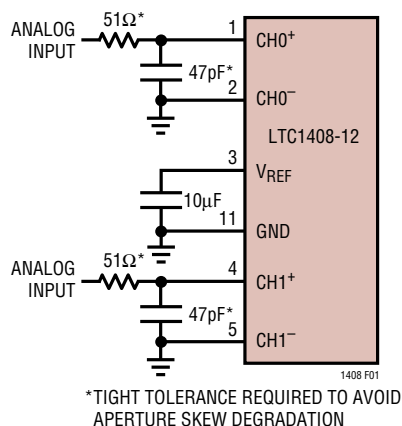 ANALOG
INPUT
51Ω*
47pF*
1
CH0⁺
2
CH0⁻
LTC1408-12
3
VREF
10µF
11
GND
ANALOG
INPUT
51Ω*
47pF*
4
CH1⁺
5
CH1⁻
1408 F01
*TIGHT TOLERANCE REQUIRED TO AVOID
APERTURE SKEW DEGRADATION